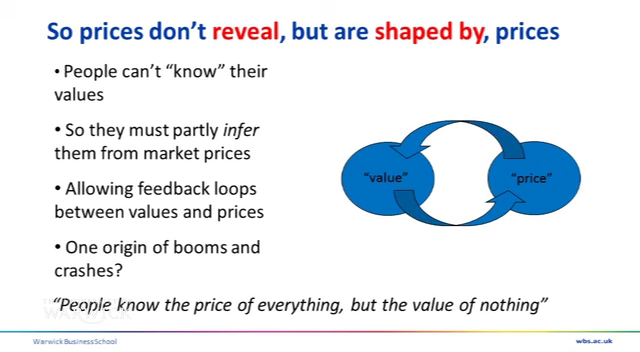 So prices don't reveal, but are shaped by, prices
• People can't "know" their
values
• So they must partly infer
them from market prices
• Allowing feedback loops
between values and prices
• One origin of booms and
crashes?
"value"
"price"
"People know the price of everything, but the value of nothing"
WARWICK
Warwick Business School
wbs.ac.uk